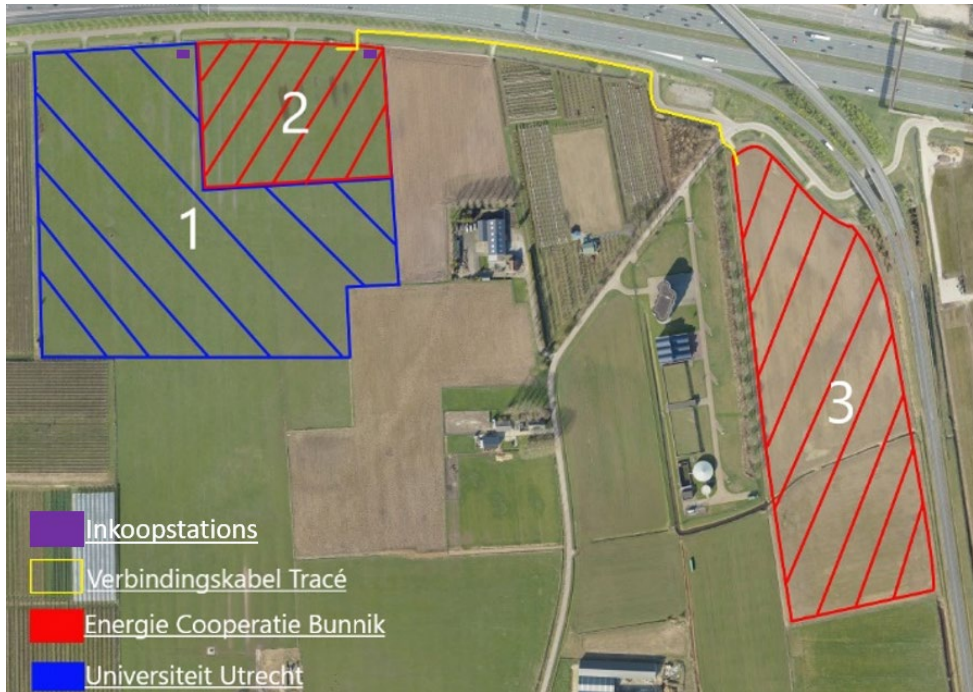 2
1
3
Inkoopstations
Verbindingskabel Tracé
Energie Cooperatie Bunnik
Universiteit Utrecht